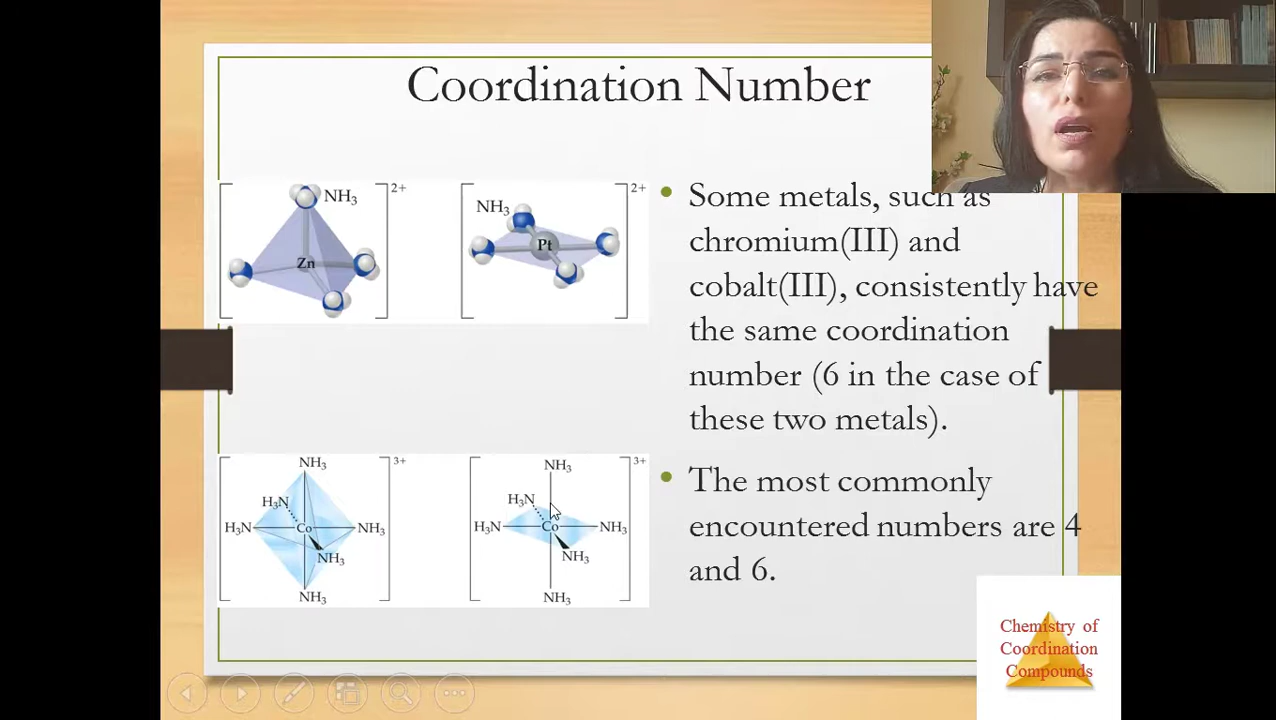 Coordination Number
NH3
2+
Zn
NH3
2+
Pt
Some metals, such as
chromium(III) and
cobalt(III), consistently have
the same coordination
number (6 in the case of
these two metals).
The most commonly
encountered numbers are 4
and 6.
NH3
3+
H3N
H3N
Co
NH3
NH3
NH3
NH3
3+
H3N
H3N
Co
NH3
NH3
NH3
Chemistry of
Coordination
Compounds